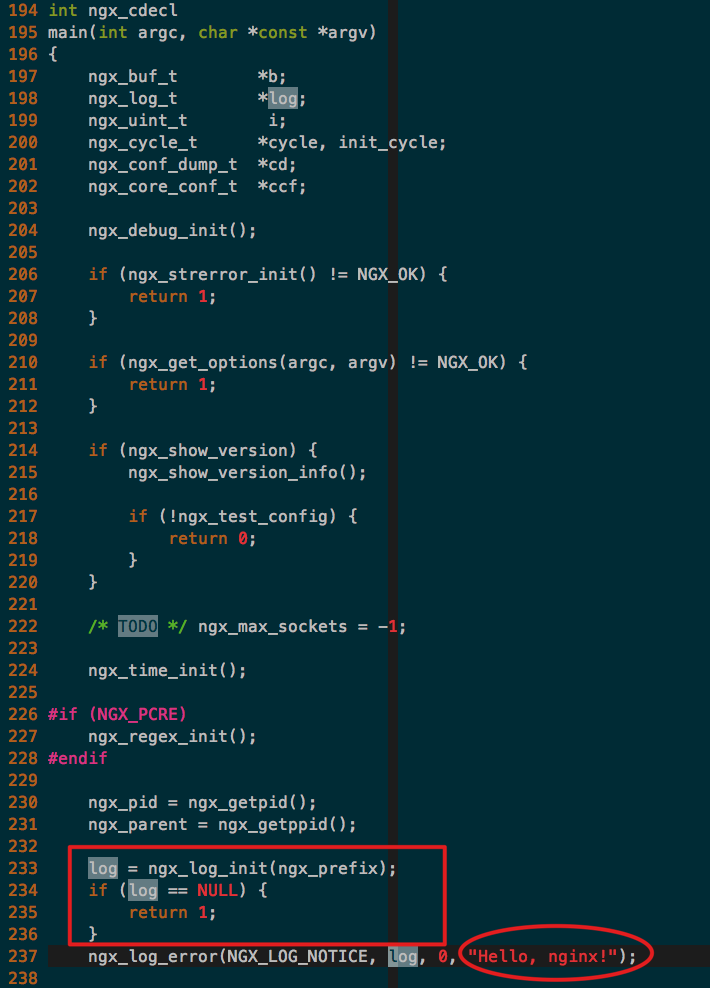 194 int ngx_cdecl
195 main(int argc, char *const *argv)
196 {
197     ngx_buf_t        *b;
198     ngx_log_t        *log;
199     ngx_uint_t        i;
200     ngx_cycle_t      *cycle, init_cycle;
201     ngx_conf_dump_t  *cd;
202     ngx_core_conf_t  *ccf;
203
204     ngx_debug_init();
205
206     if (ngx_strerror_init() != NGX_OK) {
207         return 1;
208     }
209
210     if (ngx_get_options(argc, argv) != NGX_OK) {
211         return 1;
212     }
213
214     if (ngx_show_version) {
215         ngx_show_version_info();
216
217         if (!ngx_test_config) {
218             return 0;
219         }
220     }
221
222     /* TODO */ ngx_max_sockets = -1;
223
224     ngx_time_init();
225
226 #if (NGX_PCRE)
227     ngx_regex_init();
228 #endif
229
230     ngx_pid = ngx_getpid();
231     ngx_parent = ngx_getppid();
232
233     log = ngx_log_init(ngx_prefix);
234     if (log == NULL) {
235         return 1;
236     }
237     ngx_log_error(NGX_LOG_NOTICE, log, 0, "Hello, nginx!");
238